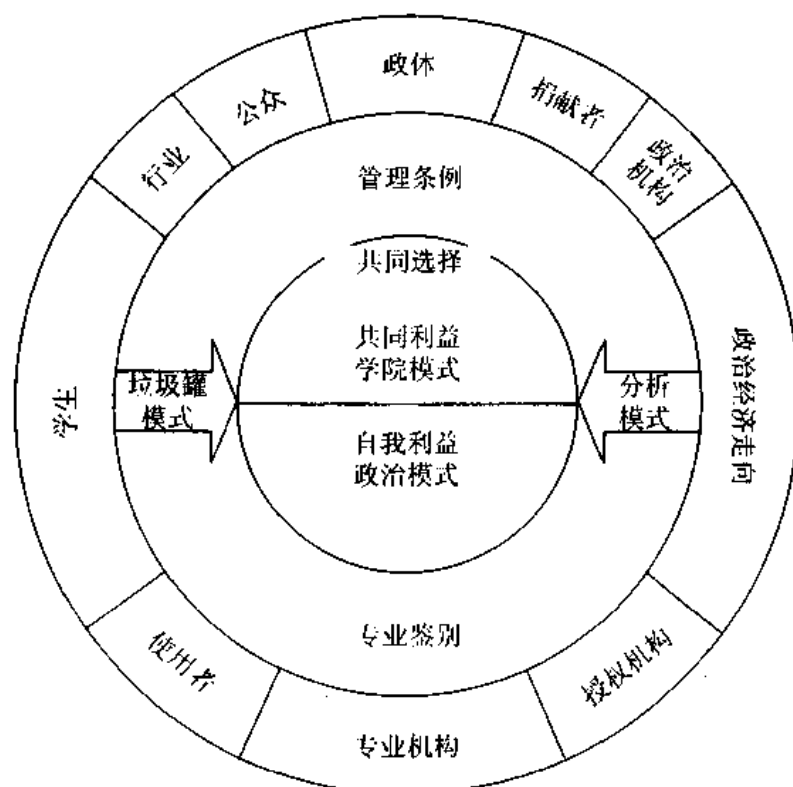 政体
公众
捐献者
行业
政治
机构
管理条例
共同选择
共同利益
学院模式
垃圾罐
模式
分析
模式
学生
政治经济走向
自我利益
政治模式
专业鉴别
使用者
授权机构
专业机构